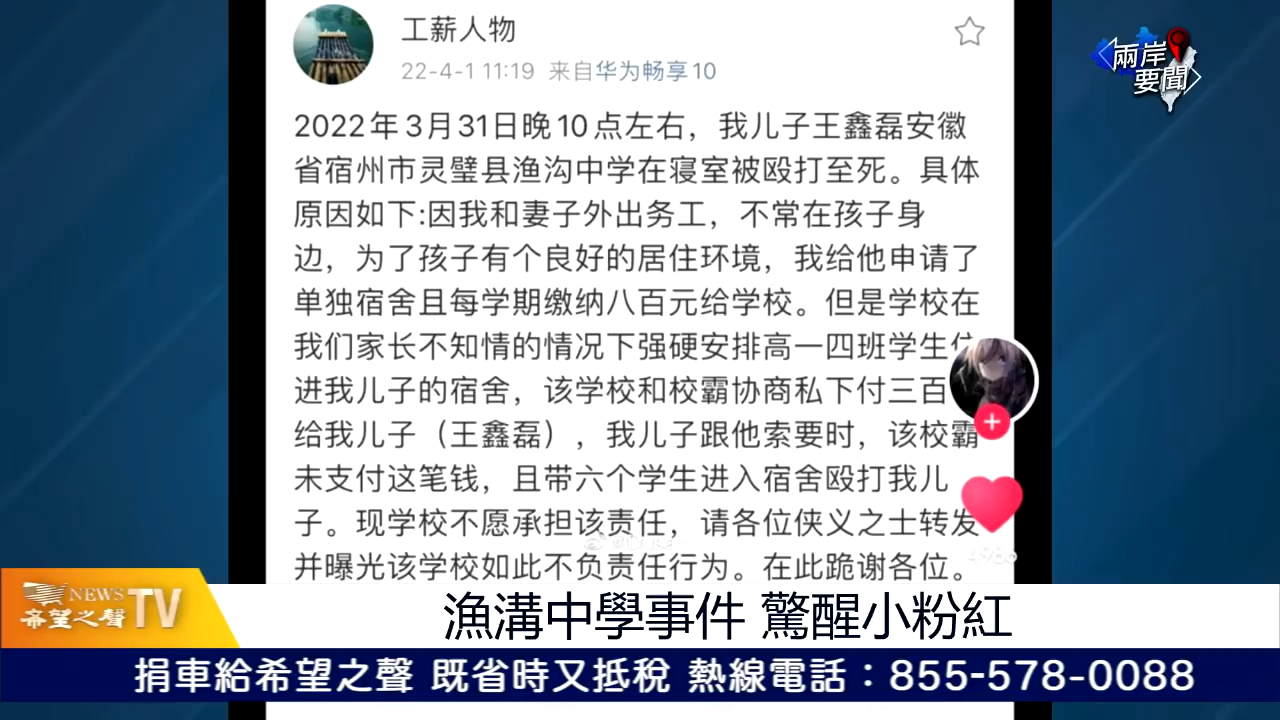 工薪人物
22-4-1 11:19 来自华为畅享10
兩岸
要聞
2022年3月31日晚10点左右，我儿子王鑫磊安徽
省宿州市灵璧县渔沟中学在寝室被殴打至死。具体
原因如下:因我和妻子外出务工，不常在孩子身
边，为了孩子有个良好的居住环境，我给他申请了
单独宿舍且每学期缴纳八百元给学校。但是学校在
我们家长不知情的情况下强硬安排高一四班学生住
进我儿子的宿舍，该学校和校霸协商私下付三百
给我儿子（王鑫磊），我儿子跟他索要时，该校霸
未支付这笔钱，且带六个学生进入宿舍殴打我儿
子。现学校不愿承担该责任，请各位侠义之士转发
并曝光该学校如此不负责任行为。在此跪谢各位。
NEWS
希望之聲 TV
漁溝中學事件 驚醒小粉紅
捐車給希望之聲 既省時又抵稅 熱線電話：855-578-0088